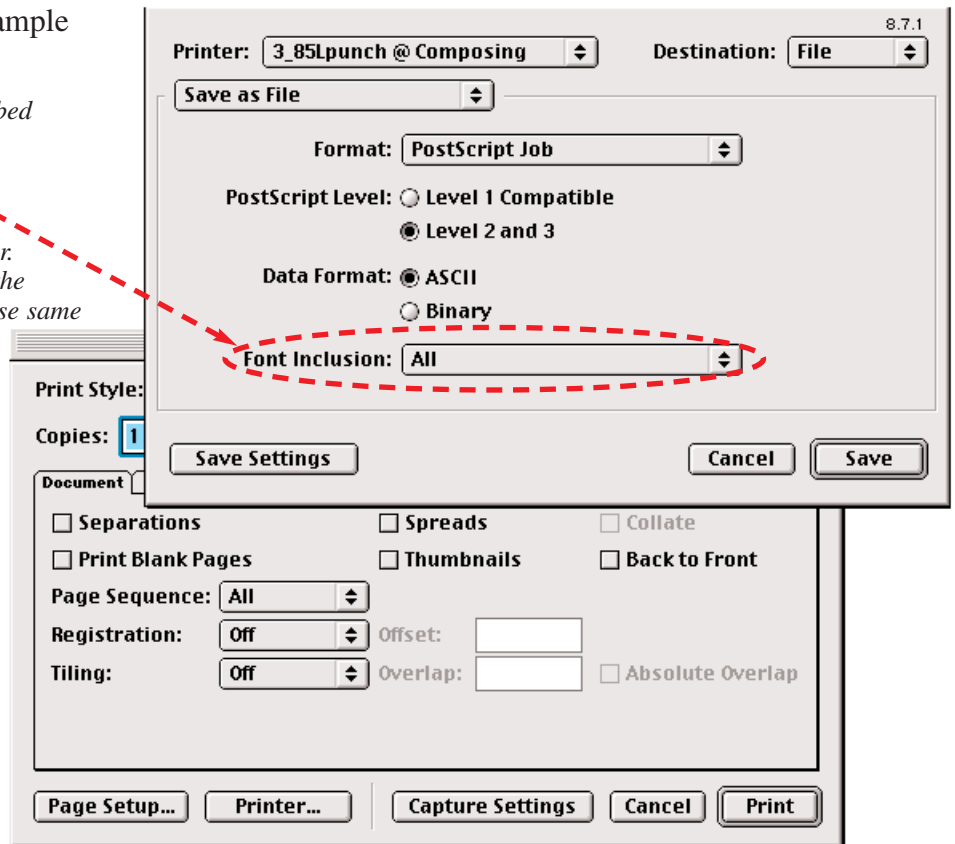 ample
8.7.1
Printer: 3_85Lpunch @ Composing Destination: File
Save as File
bed
Format: PostScript Job
PostScript Level: Level 1 Compatible
Level 2 and 3
r.
he
se same
Data Format: ASCII
Binary
Font Inclusion: All
Print Style:
Copies: 1
Save Settings Cancel Save
Document
Separations Spreads Collate
Print Blank Pages Thumbnails Back to Front
Page Sequence: All
Registration: Off Offset:
Tiling: Off Overlap: Absolute Overlap
Page Setup... Printer... Capture Settings Cancel Print